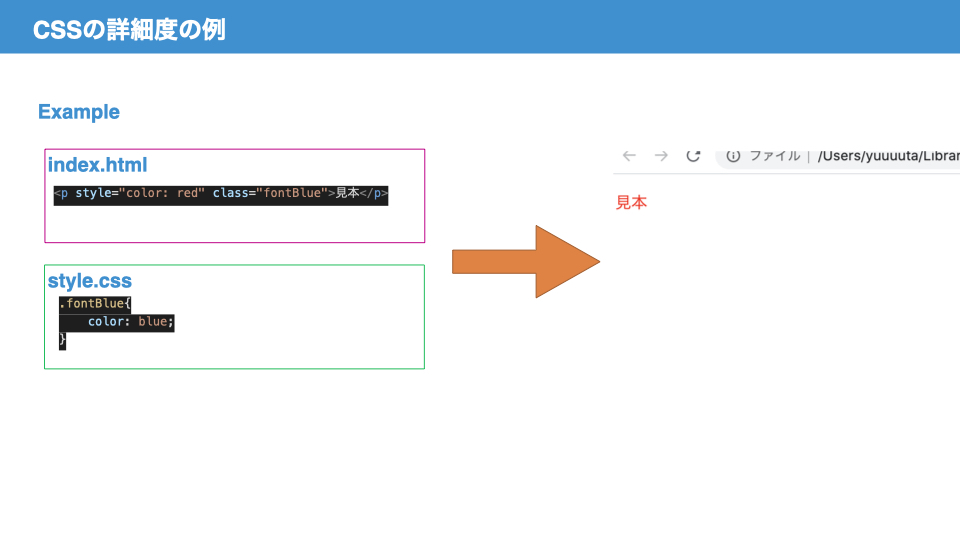 CSSの詳細度の例
Example
index.html
<p style="color: red" class="fontBlue">見本</p>
style.css
.fontBlue{
    color: blue;
}
ファイル | /Users/yuuuuta/Librar
見本